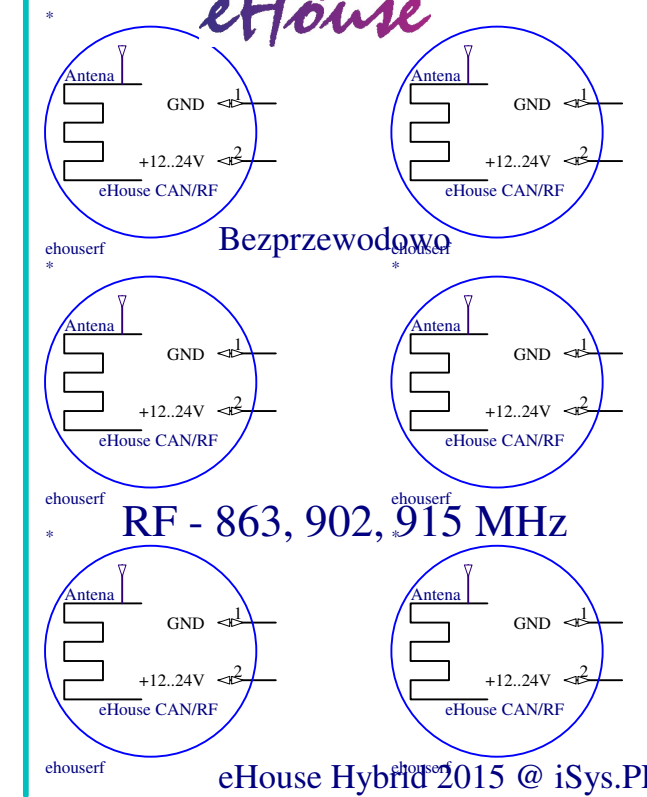 eHouse
*
Antena
GND 1
+12..24V 2
eHouse CAN/RF
ehouserf
Antena
GND 1
+12..24V 2
eHouse CAN/RF
ehouserf
Bezprzewodowo
*
Antena
GND 1
+12..24V 2
eHouse CAN/RF
ehouserf
*
Antena
GND 1
+12..24V 2
eHouse CAN/RF
ehouserf
RF - 863, 902, 915 MHz
*
Antena
GND 1
+12..24V 2
eHouse CAN/RF
ehouserf
*
Antena
GND 1
+12..24V 2
eHouse CAN/RF
ehouserf
eHouse Hybrid 2015 @ iSys.Pl